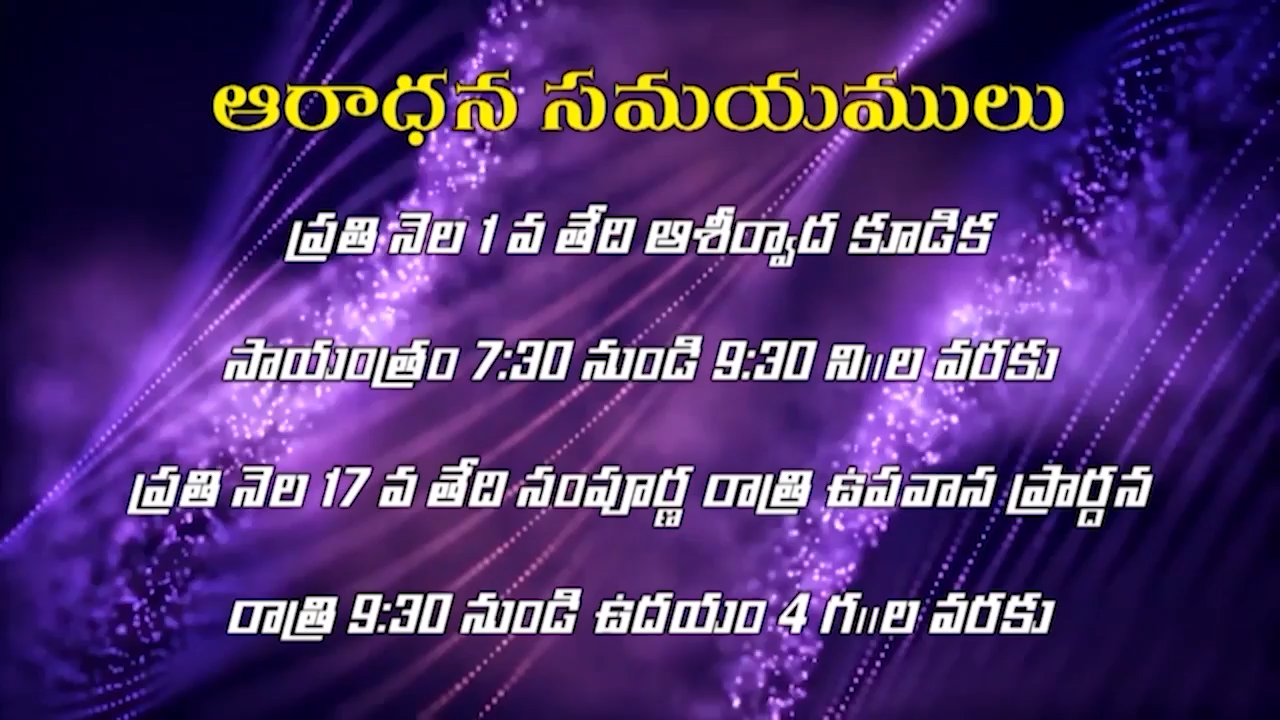 ఆరాధన సమయములు
ప్రతి నెల 1 వ తేది ఆశీర్వాద కూడిక
సాయంత్రం 7:30 నుండి 9:30 ని॥ల వరకు
ప్రతి నెల 17 వ తేది సంపూర్ణ రాత్రి ఉపవాస ప్రార్దన
రాత్రి 9:30 నుండి ఉదయం 4 గ॥ల వరకు